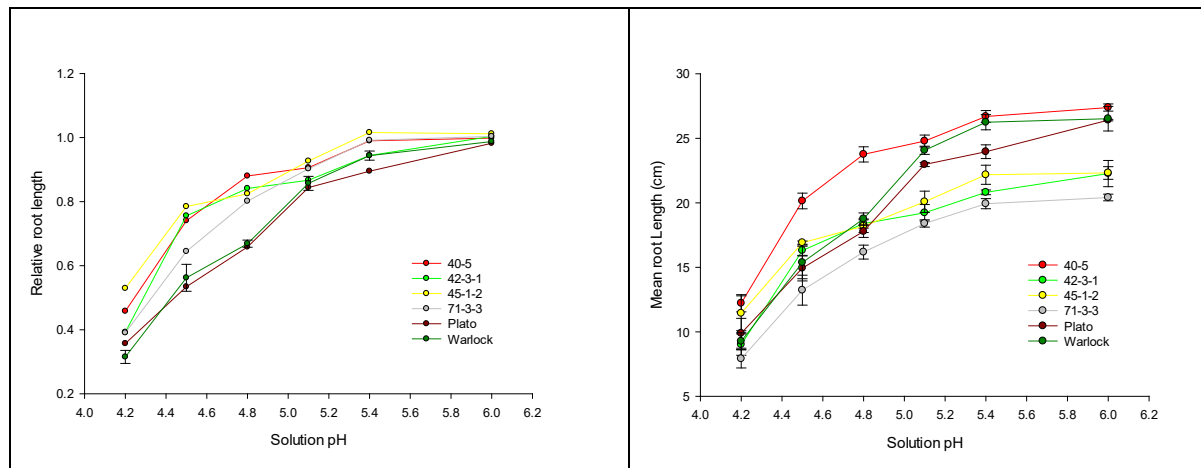 1.2
1.0
0.8
0.6
0.4
0.2
Relative root length
4.0 4.2 4.4 4.6 4.8 5.0 5.2 5.4 5.6 5.8 6.0 6.2
Solution pH
40-5
42-3-1
45-1-2
71-3-3
Plato
Warlock
30
25
20
15
10
5
Mean root Length (cm)
4.0 4.2 4.4 4.6 4.8 5.0 5.2 5.4 5.6 5.8 6.0 6.2
Solution pH
40-5
42-3-1
45-1-2
71-3-3
Plato
Warlock